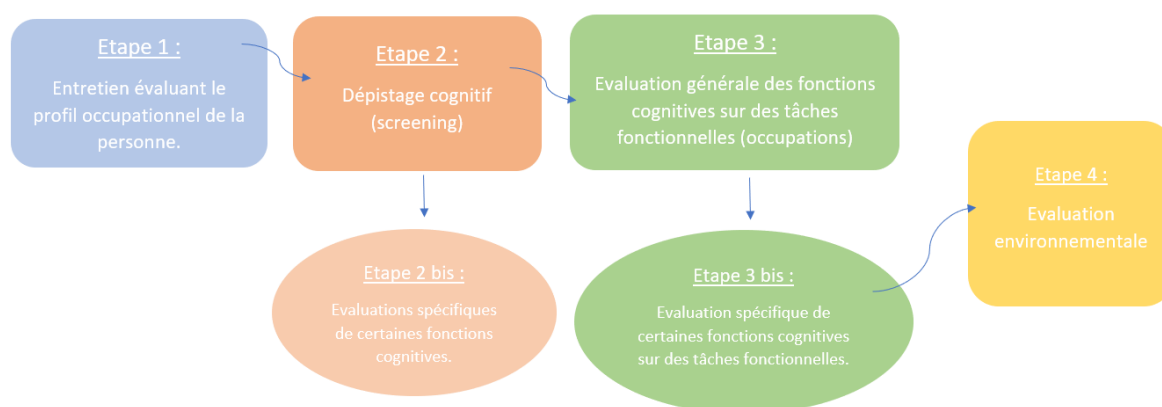 Etape 1 :
Entretien évaluant le
profil occupationnel de la
personne.
Etape 2 :
Dépistage cognitif
(screening)
Etape 3 :
Evaluation générale des fonctions
cognitives sur des tâches
fonctionnelles (occupations)
Etape 4 :
Evaluation
environnementale
Etape 2 bis :
Evaluations spécifiques
de certaines fonctions
cognitives.
Etape 3 bis :
Evaluation spécifique de
certaines fonctions cognitives
sur des tâches fonctionnelles.